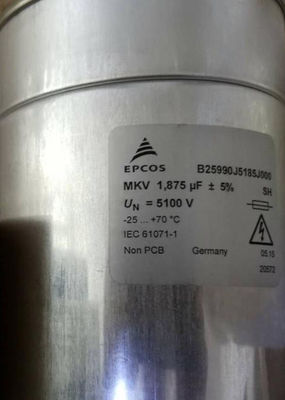 EPCOS
B25990J5185J000
MKV 1,875 µF ± 5%
SH
UN = 5100 V
-25 ... +70 °C
IEC 61071-1
Non PCB Germany 05.15
20572